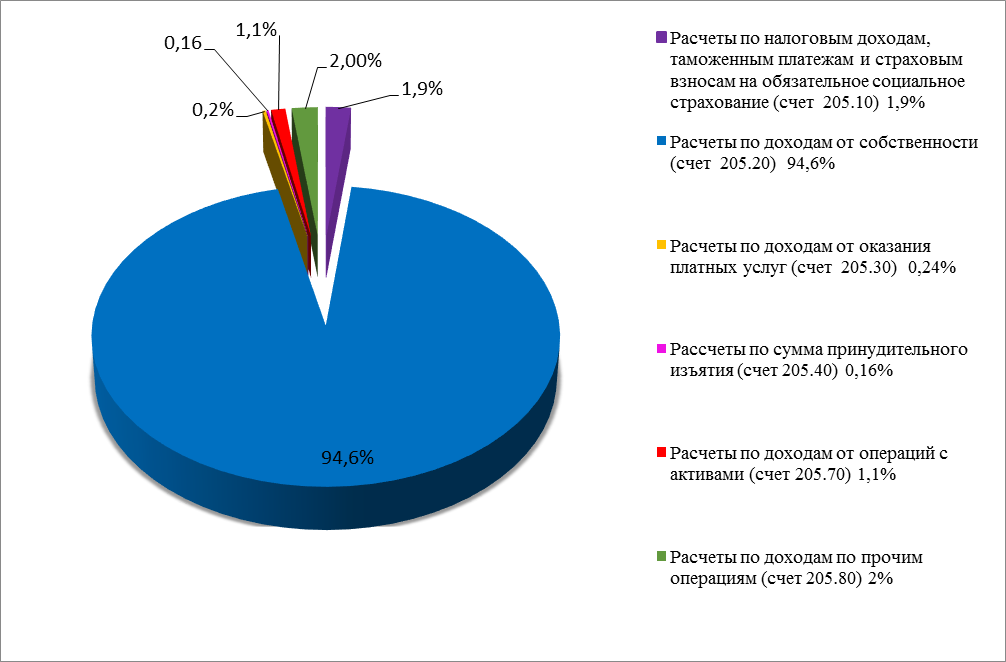 1,1%
0,16
2,00%
1,9%
0,2%
94,6%
Расчеты по налоговым доходам,
таможенным платежам и страховым
взносам на обязательное социальное
страхование (счет 205.10) 1,9%
Расчеты по доходам от собственности
(счет 205.20) 94,6%
Расчеты по доходам от оказания
платных услуг (счет 205.30) 0,24%
Рассчеты по сумма принудительного
изъятия (счет 205.40) 0,16%
Расчеты по доходам от операций с
активами (счет 205.70) 1,1%
Расчеты по доходам по прочим
операциям (счет 205.80) 2%